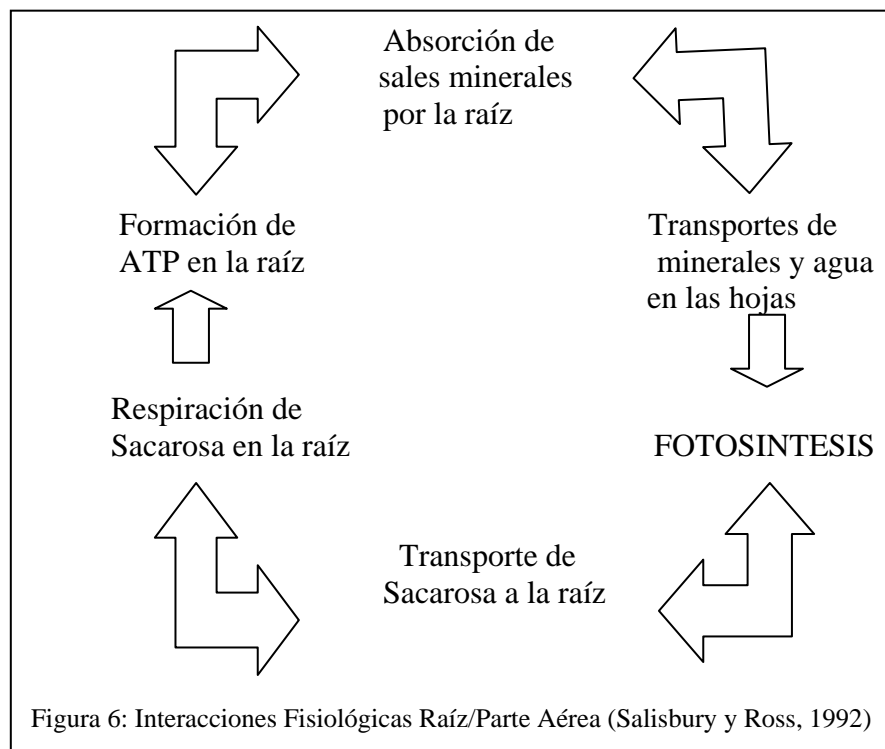 Absorción de
sales minerales
por la raíz
Formación de
ATP en la raíz
Transportes de
minerales y agua
en las hojas
Respiración de
Sacarosa en la raíz
FOTOSINTESIS
Transporte de
Sacarosa a la raíz
Figura 6: Interacciones Fisiológicas Raíz/Parte Aérea (Salisbury y Ross, 1992)